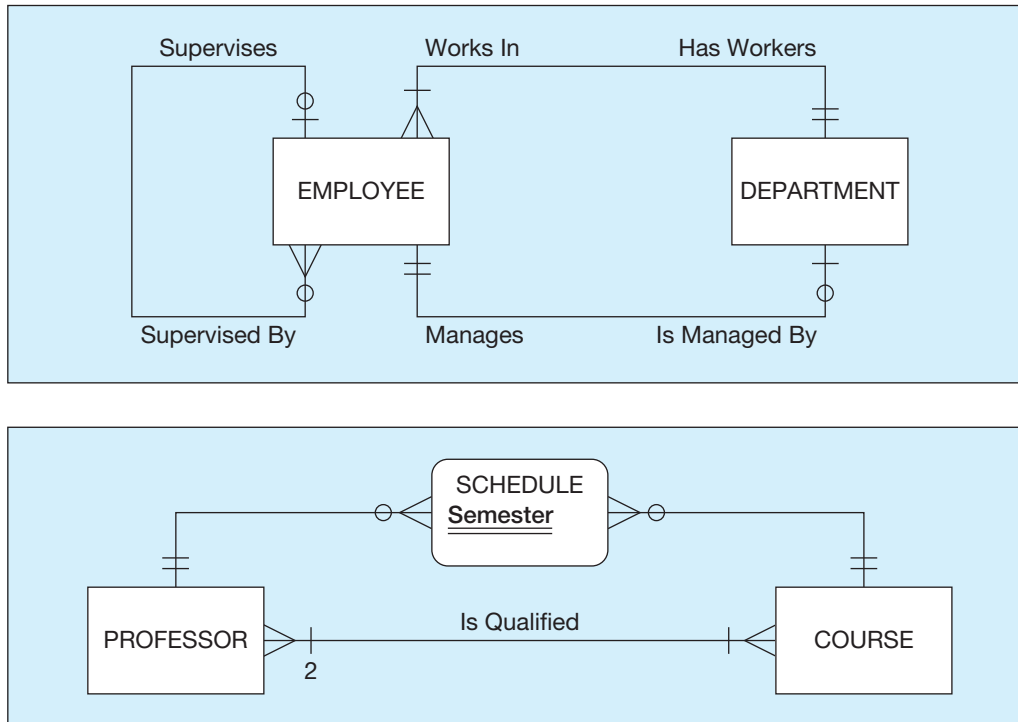 Supervises
Works In
Has Workers
EMPLOYEE
DEPARTMENT
Supervised By
Manages
Is Managed By
SCHEDULE
Semester
PROFESSOR
Is Qualified
COURSE
2